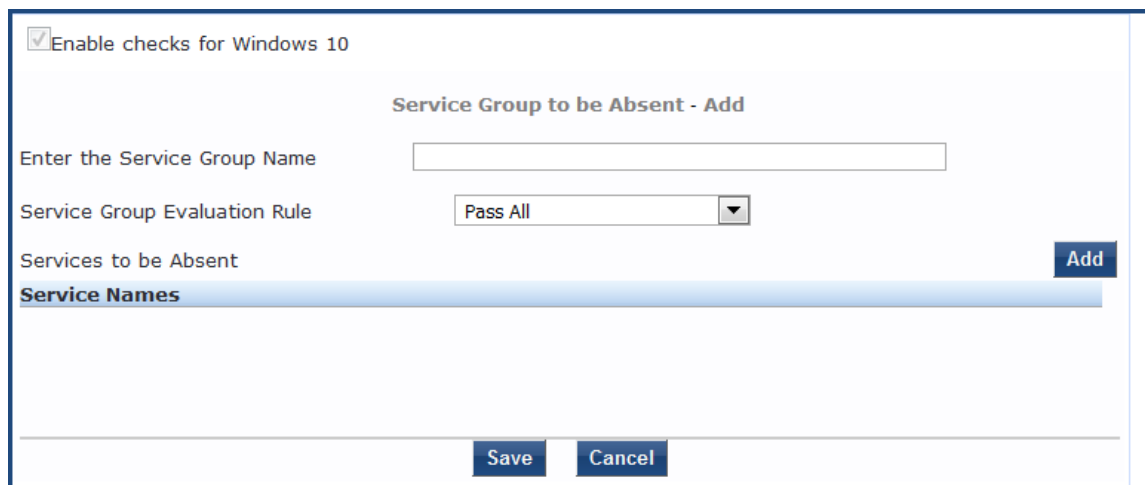 Enable checks for Windows 10
Service Group to be Absent - Add
Enter the Service Group Name
Service Group Evaluation Rule Pass All
Services to be Absent Add
Service Names
Save Cancel